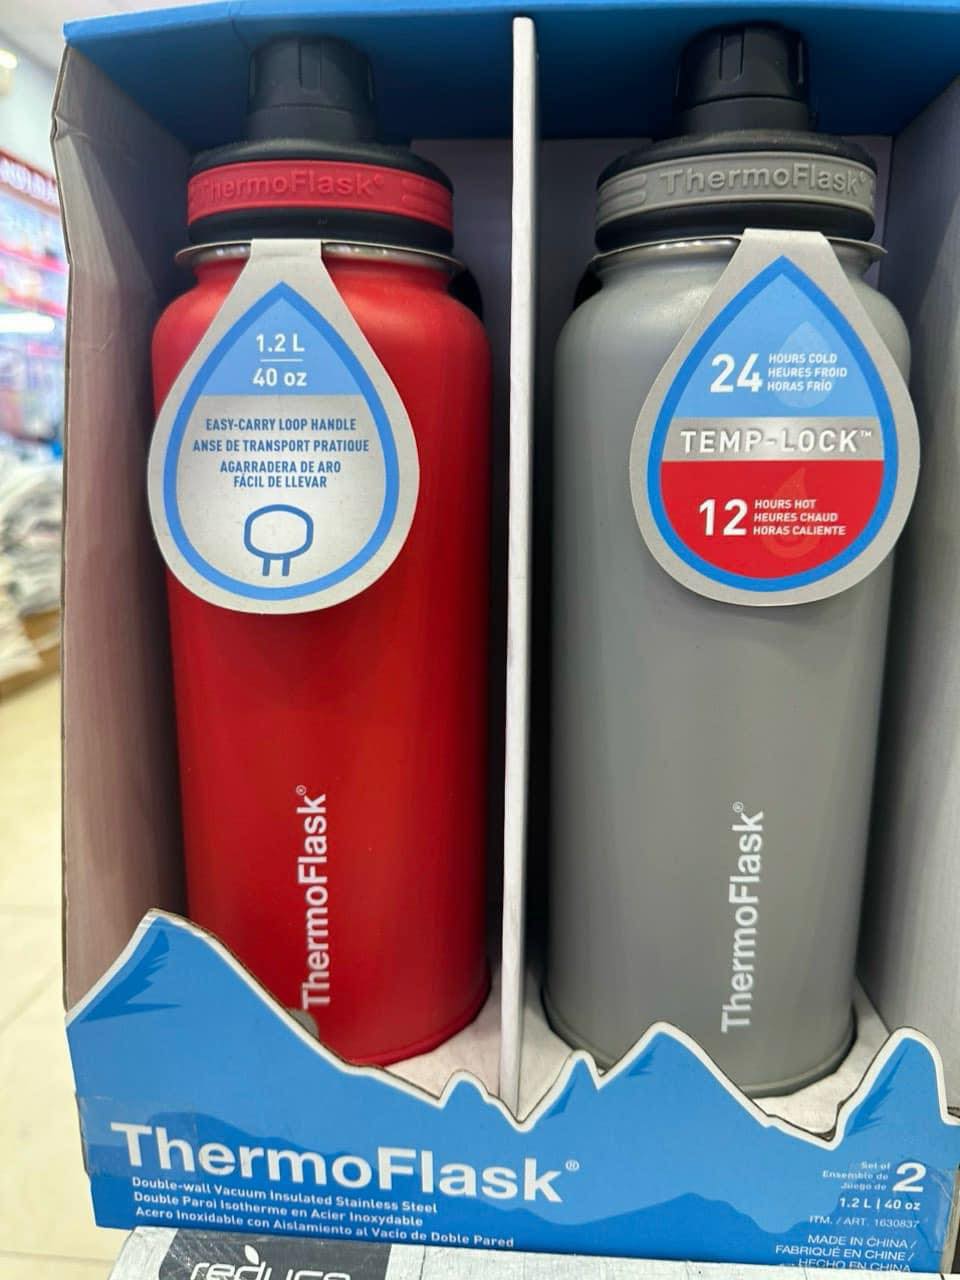 ThermoFlask®
ThermoFlask®
1.2 L
40 oz
EASY-CARRY LOOP HANDLE
ANSE DE TRANSPORT PRATIQUE
AGARRADERA DE ARO
FÁCIL DE LLEVAR
24 HOURS COLD
HEURES FROID
HORAS FRÍO
TEMP-LOCK™
12 HOURS HOT
HEURES CHAUD
HORAS CALIENTE
ThermoFlask®
ThermoFlask®
ThermoFlask®
Double-wall Vacuum Insulated Stainless Steel
Double Paroi Isotherme en Acier Inoxydable
Acero Inoxidable con Aislamiento al Vacío de Doble Pared
Set of
Ensemble de
Juego de
2
1.2 L | 40 oz
ITM. / ART. 1630837
MADE IN CHINA /
FABRIQUÉ EN CHINE /
HECHO EN CHINA
reduce